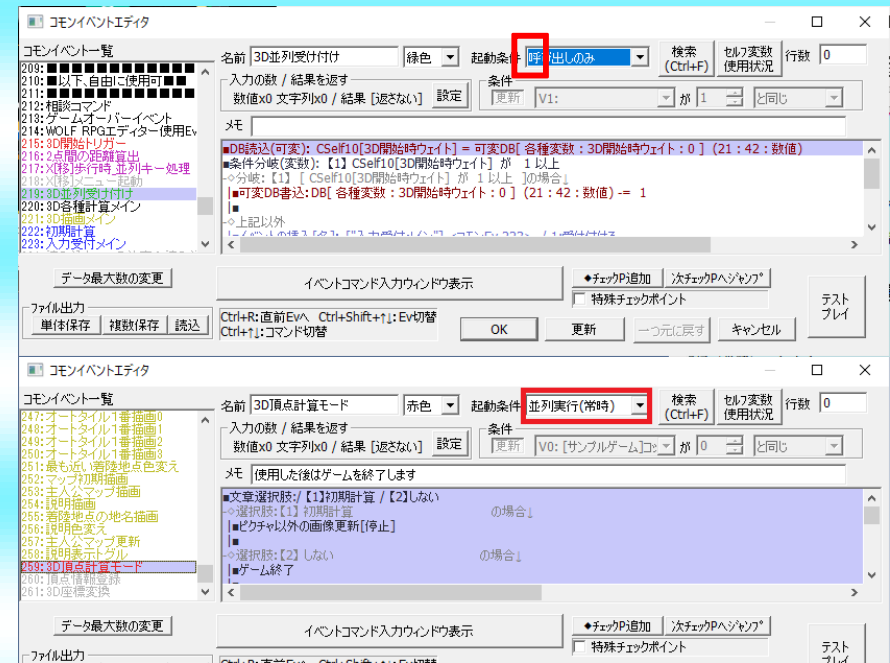 コモンイベントエディタ
コモンイベント一覧
209:■■■■■■■■■■■■
210:■以下、自由に使用可■■
211:■■■■■■■■■■■■
212:相談コマンド
213:ゲームオーバーイベント
214:WOLF RPGエディター使用Ev
215:3D開始トリガー
216:2点間の距離算出
217:X[移]歩行時_並列キー処理
218:X[移]メニュー起動
219:3D並列受け付け
220:3D各種計算メイン
221:3D描画メイン
222:初期計算
223:入力受付メイン
名前 3D並列受け付け 緑色 起動条件 呼び出しのみ 検索 (Ctrl+F) セルフ変数 使用状況 行数 0
入力の数 / 結果を返す
数値x0 文字列x0 / 結果 [返さない] 設定
条件
更新 V1: が 1 と同じ
メモ
■DB読込(可変): CSelf10[3D開始時ウェイト] = 可変DB[ 各種変数 : 3D開始時ウェイト : 0 ] (21 : 42 : 数値)
■条件分岐(変数): 【1】 CSelf10[3D開始時ウェイト] が 1 以上
-◇分岐: 【1】 [ CSelf10[3D開始時ウェイト] が 1 以上 ]の場合↓
|■可変DB書込:DB[ 各種変数 : 3D開始時ウェイト : 0 ] (21 : 42 : 数値) -= 1
|■
-◇上記以外
データ最大数の変更
イベントコマンド入力ウィンドウ表示
◆チェックP追加 次チェックPへジャンプ
特殊チェックポイント
テスト プレイ
ファイル出力
単体保存 複数保存 読込
Ctrl+R:直前Evへ Ctrl+Shift+↑↓:Ev切替
Ctrl+↑↓:コマンド切替
OK 更新 一つ元に戻す キャンセル
コモンイベントエディタ
コモンイベント一覧
247:オートタイル1番描画0
248:オートタイル1番描画1
249:オートタイル1番描画2
250:オートタイル1番描画3
251:最も近い着陸地点色変え
252:マップ初期描画
253:主人公マップ描画
254:説明描画
255:着陸地点の地名描画
256:説明色変え
257:主人公マップ更新
258:説明表示トグル
259:3D頂点計算モード
260:頂点情報登録
261:3D座標変換
名前 3D頂点計算モード 赤色 起動条件 並列実行(常時) 検索 (Ctrl+F) セルフ変数 使用状況 行数 0
入力の数 / 結果を返す
数値x0 文字列x0 / 結果 [返さない] 設定
条件
更新 V0: [サンプルゲーム] が 0 と同じ
メモ 使用した後はゲームを終了します
■文章選択肢:/ 【1】初期計算 / 【2】しない
-◇選択肢:【1】 初期計算 の場合↓
|■ピクチャ以外の画像更新[停止]
|■
-◇選択肢:【2】 しない の場合↓
|■ゲーム終了
データ最大数の変更
イベントコマンド入力ウィンドウ表示
◆チェックP追加 次チェックPへジャンプ
特殊チェックポイント
テスト
ファイル出力